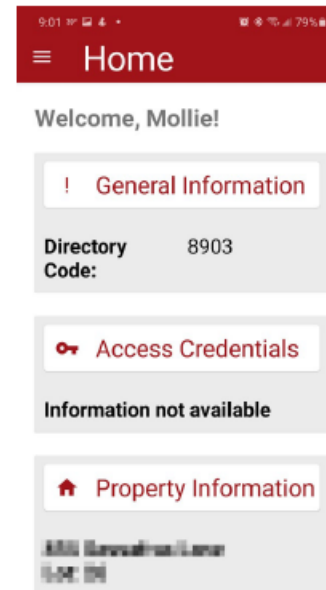 9:01
79%
Home
Welcome, Mollie!
! General Information
Directory 8903
Code:
Access Credentials
Information not available
Property Information